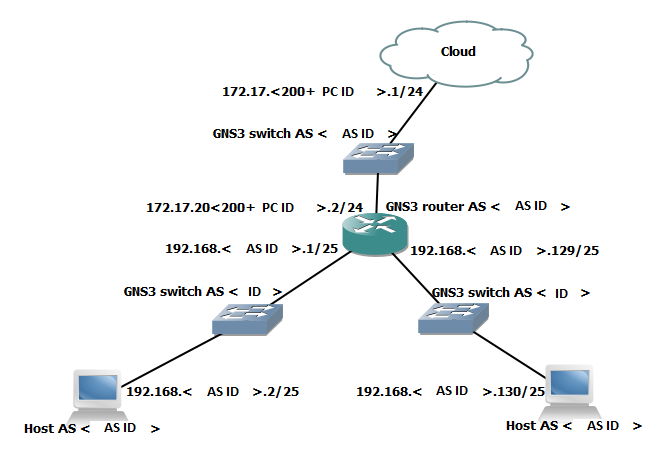 Cloud
172.17.<200+ PC ID >.1/24
GNS3 switch AS < AS ID >
172.17.20<200+ PC ID >.2/24
GNS3 router AS < AS ID >
192.168.< AS ID >.1/25
192.168.< AS ID >.129/25
GNS3 switch AS < ID >
GNS3 switch AS < ID >
192.168.< AS ID >.2/25
192.168.< AS ID >.130/25
Host AS < AS ID >
Host AS < AS ID >